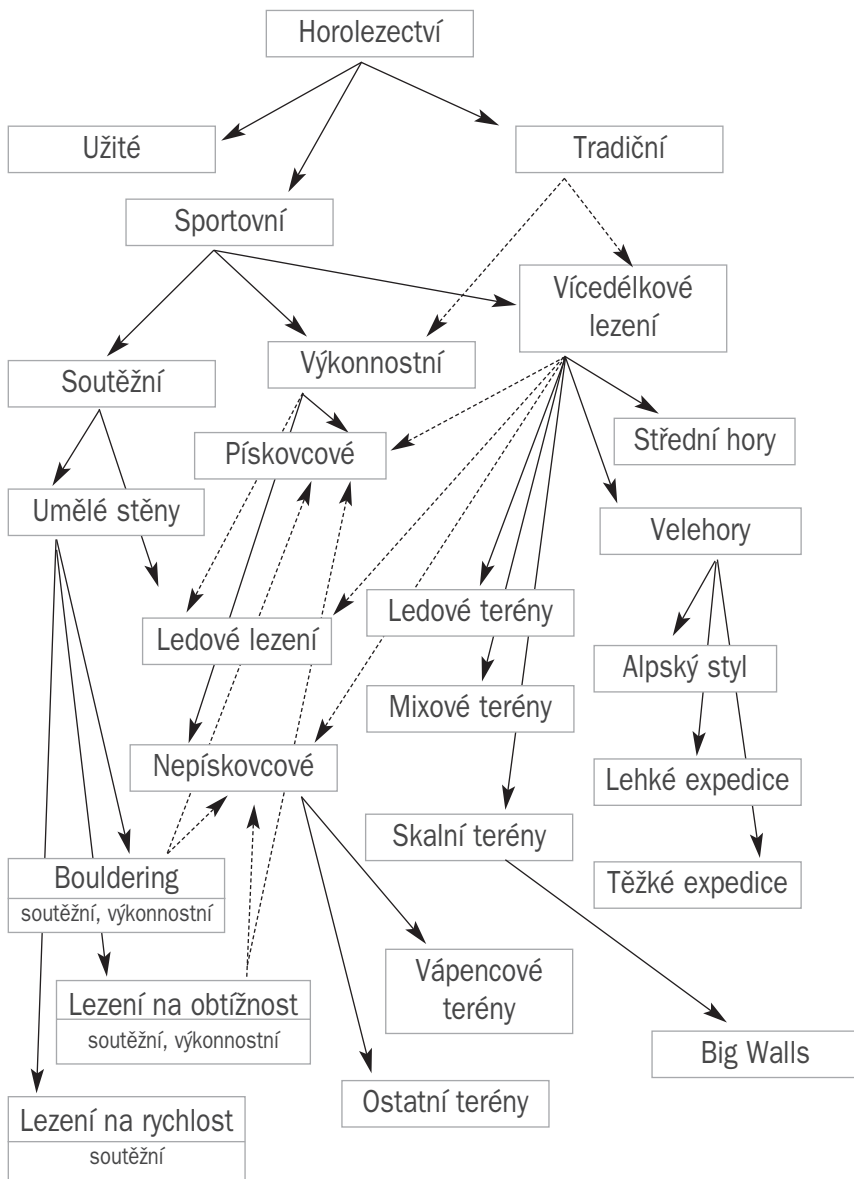 Horolezectví
Užité
Tradiční
Sportovní
Vícedélkové
lezení
Výkonnostní
Soutěžní
Střední hory
Pískovcové
Umělé stěny
Velehory
Ledové terény
Ledové lezení
Alpský styl
Mixové terény
Nepískovcové
Lehké expedice
Skalní terény
Bouldering
soutěžní, výkonnostní
Těžké expedice
Vápencové
terény
Lezení na obtížnost
soutěžní, výkonnostní
Big Walls
Ostatní terény
Lezení na rychlost
soutěžní